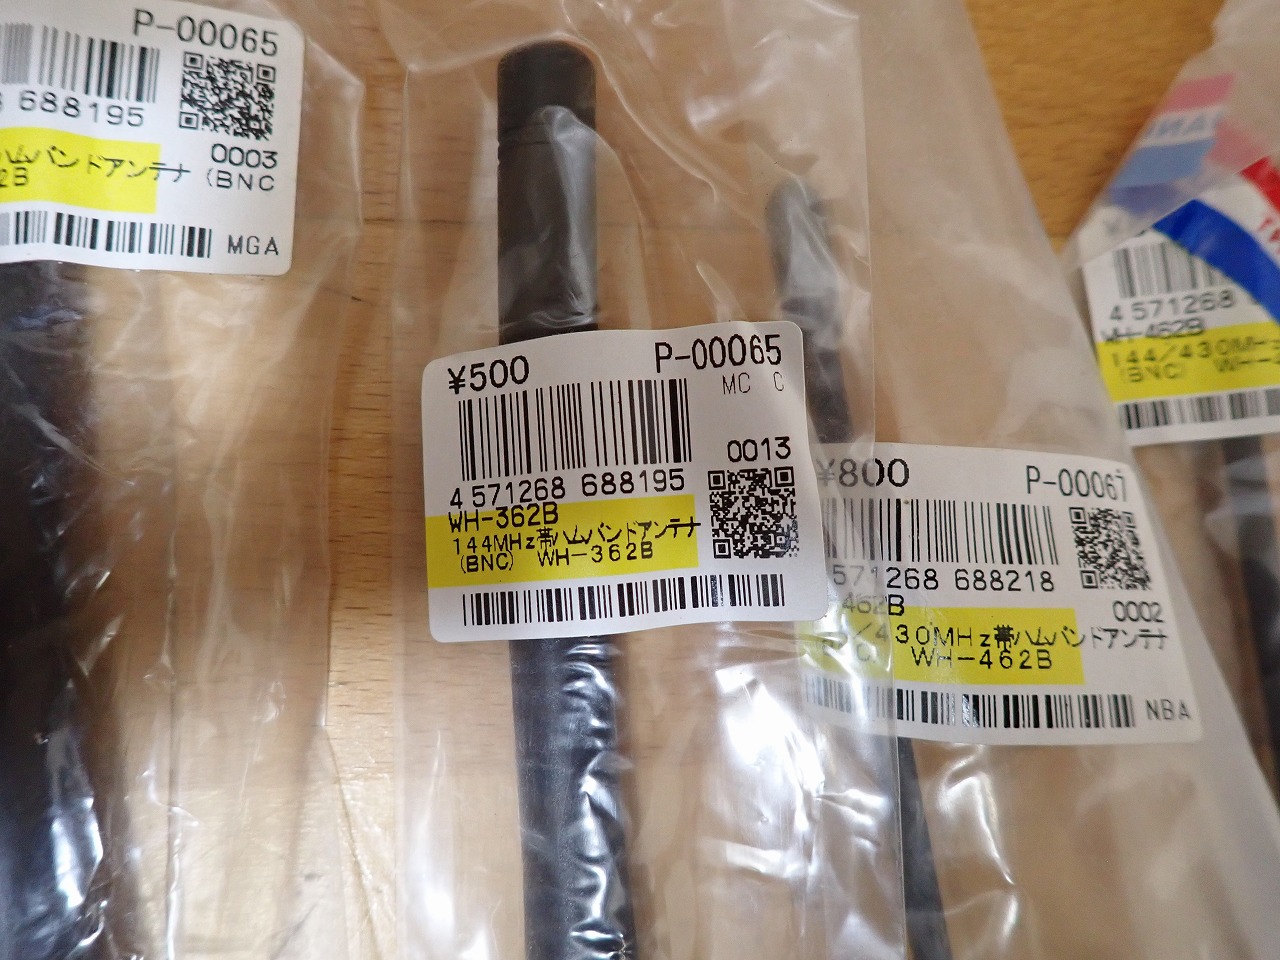 P-00065
688195
0003
ハムバンドアンテナ (BNC
2B
MGA
¥500 P-00065
MC C
0013
4 571268 688195
WH-362B
144MHz帯ハムバンドアンテナ
(BNC) WH-362B
¥800 P-00067
571268 688218
462B
0002
/430MHz帯ハムバンドアンテナ
WH-462B
NBA
4 571268
WH-462B
144/430MHz
(BNC) WH-